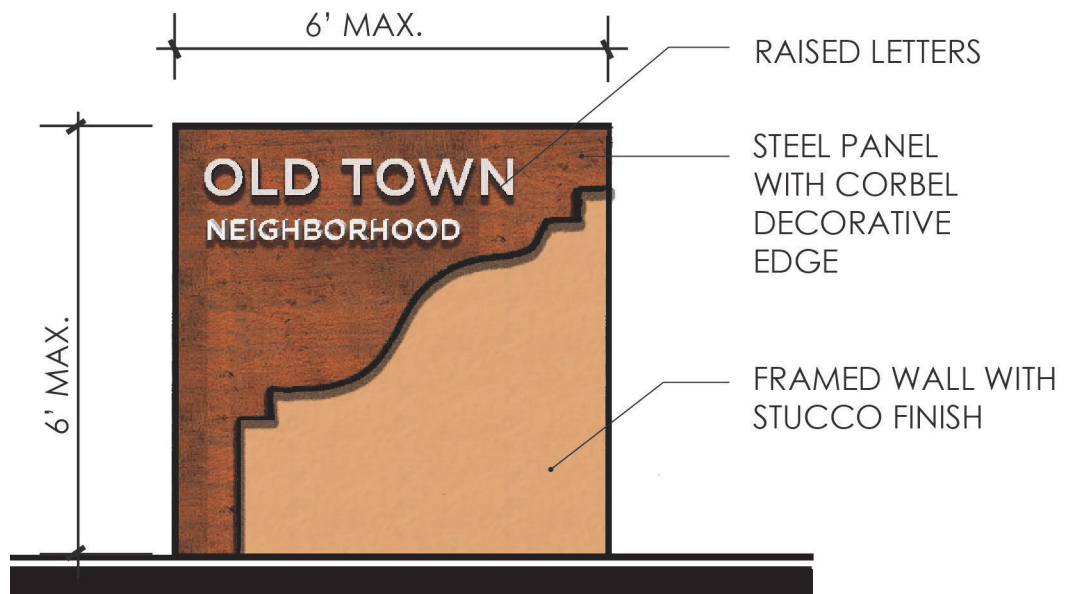 6’ MAX.
RAISED LETTERS
STEEL PANEL
WITH CORBEL
DECORATIVE
EDGE
OLD TOWN
NEIGHBORHOOD
6’ MAX.
FRAMED WALL WITH
STUCCO FINISH